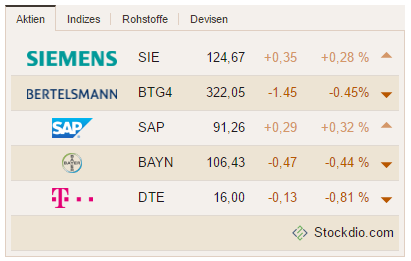 Aktien Indizes Rohstoffe Devisen
SIEMENS SIE 124,67 +0,35 +0,28 %
BERTELSMANN BTG4 322,05 -1.45 -0.45%
SAP SAP 91,26 +0,29 +0,32 %
BAYER BAYN 106,43 -0,47 -0,44 %
T DTE 16,00 -0,13 -0,81 %
Stockdio.com